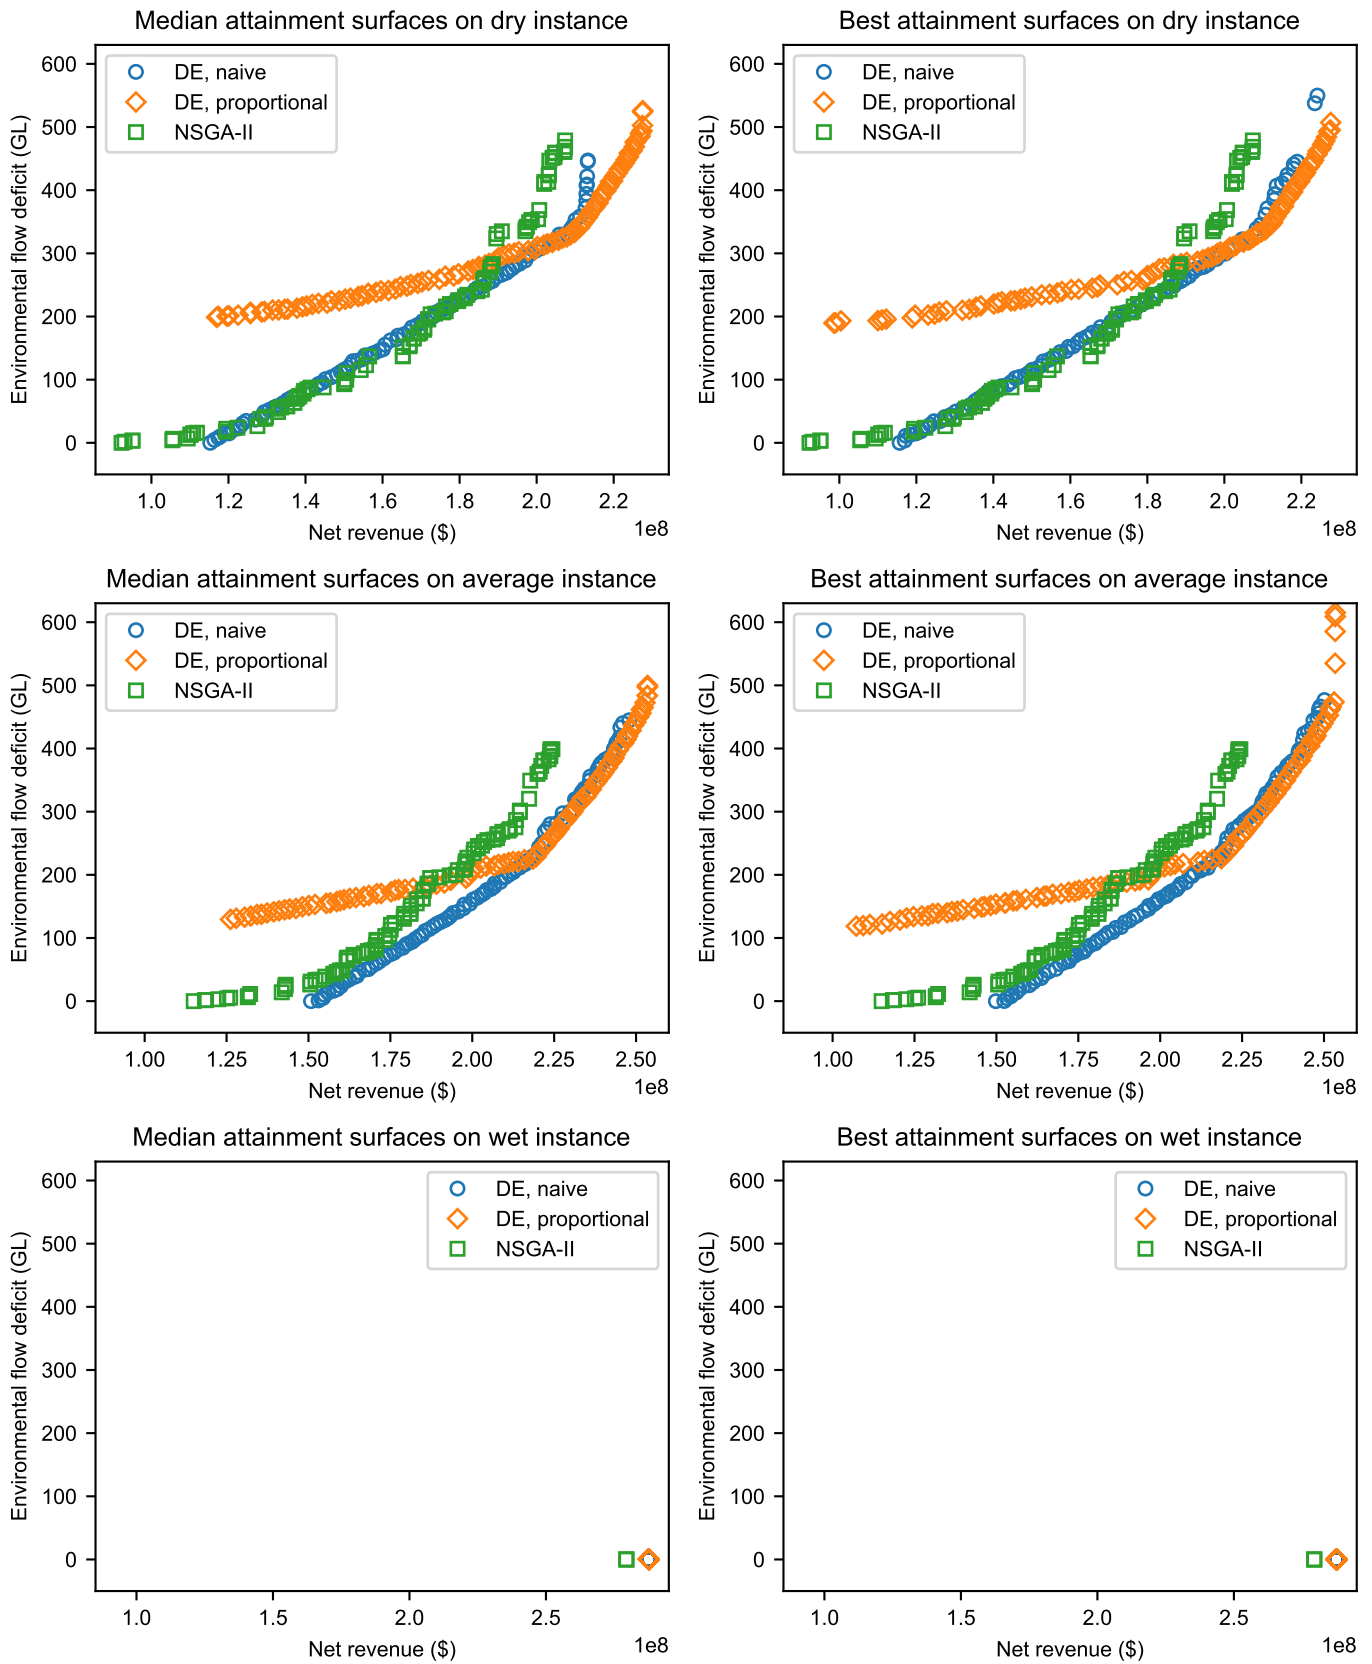 Median attainment surfaces on dry instance
Environmental flow deficit (GL)
600
500
400
300
200
100
0
DE, naive
DE, proportional
NSGA-II
1.0 1.2 1.4 1.6 1.8 2.0 2.2
1e8
Net revenue ($)
Best attainment surfaces on dry instance
Environmental flow deficit (GL)
600
500
400
300
200
100
0
DE, naive
DE, proportional
NSGA-II
1.0 1.2 1.4 1.6 1.8 2.0 2.2
1e8
Net revenue ($)
Median attainment surfaces on average instance
Environmental flow deficit (GL)
600
500
400
300
200
100
0
DE, naive
DE, proportional
NSGA-II
1.00 1.25 1.50 1.75 2.00 2.25 2.50
1e8
Net revenue ($)
Best attainment surfaces on average instance
Environmental flow deficit (GL)
600
500
400
300
200
100
0
DE, naive
DE, proportional
NSGA-II
1.00 1.25 1.50 1.75 2.00 2.25 2.50
1e8
Net revenue ($)
Median attainment surfaces on wet instance
Environmental flow deficit (GL)
600
500
400
300
200
100
0
DE, naive
DE, proportional
NSGA-II
1.0 1.5 2.0 2.5
1e8
Net revenue ($)
Best attainment surfaces on wet instance
Environmental flow deficit (GL)
600
500
400
300
200
100
0
DE, naive
DE, proportional
NSGA-II
1.0 1.5 2.0 2.5
1e8
Net revenue ($)